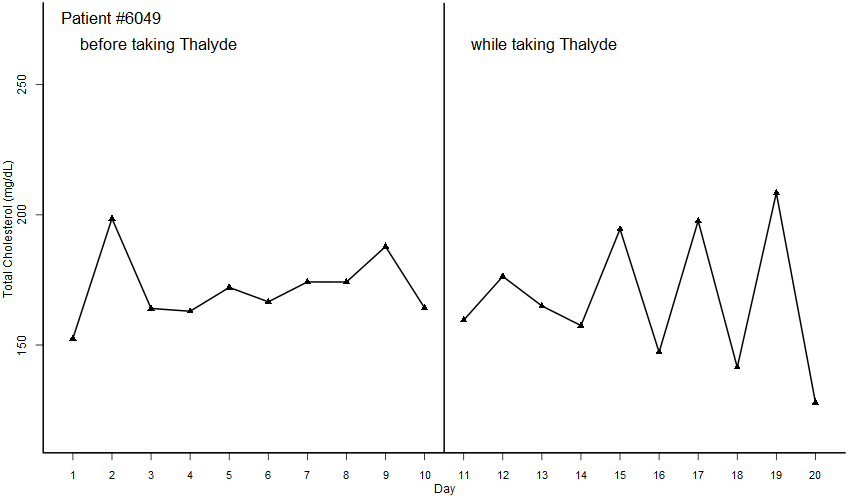 Patient #6049
before taking Thalyde
while taking Thalyde
Total Cholesterol (mg/dL)
250
200
150
1 2 3 4 5 6 7 8 9 10 11 12 13 14 15 16 17 18 19 20
Day